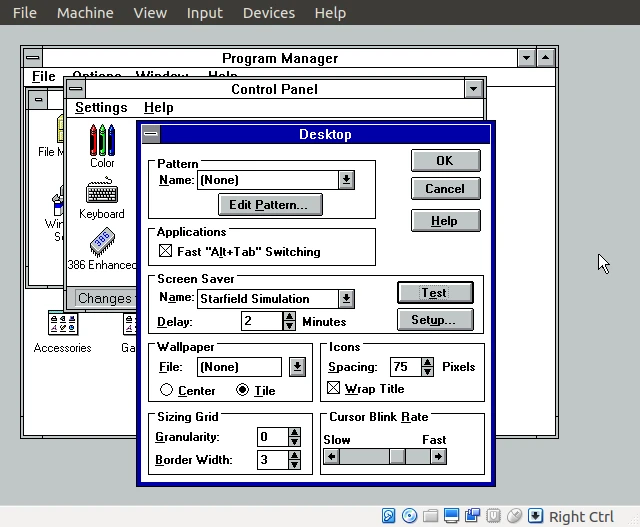 File Machine View Input Devices Help
Program Manager
File Options Window Help
Control Panel
Settings Help
Desktop
Color
Keyboard
386 Enhanced
Changes
File
Accessories
Pattern
Name: (None)
Edit Pattern...
OK
Cancel
Help
Applications
Fast "Alt+Tab" Switching
Screen Saver
Name: Starfield Simulation
Delay: 2 Minutes
Test
Setup...
Wallpaper
File: (None)
Center Tile
Icons
Spacing: 75 Pixels
Wrap Title
Sizing Grid
Granularity: 0
Border Width: 3
Cursor Blink Rate
Slow Fast
Right Ctrl